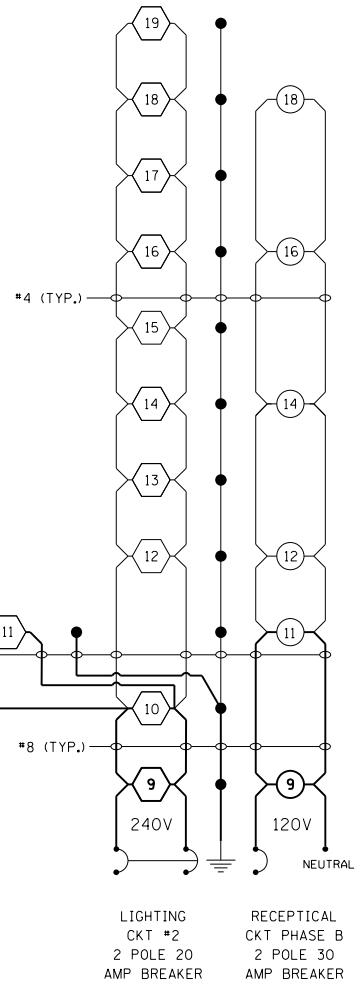 19
18 18
17
16 16
#4 (TYP.)
15
14 14
13
12 12
11 11
10
#8 (TYP.)
9 9
240V 120V
NEUTRAL
LIGHTING
CKT #2
2 POLE 20
AMP BREAKER
RECEPTICAL
CKT PHASE B
2 POLE 30
AMP BREAKER